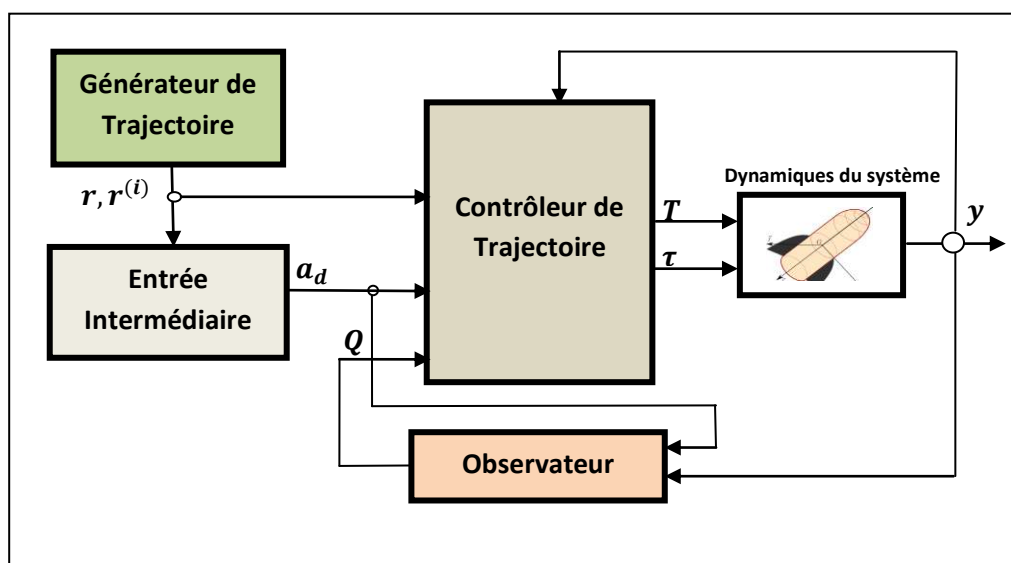 Générateur de
Trajectoire
r, r^(i)
Entrée
Intermédiaire
a_d
Q
Contrôleur de
Trajectoire
T
τ
Dynamiques du système
y
Observateur